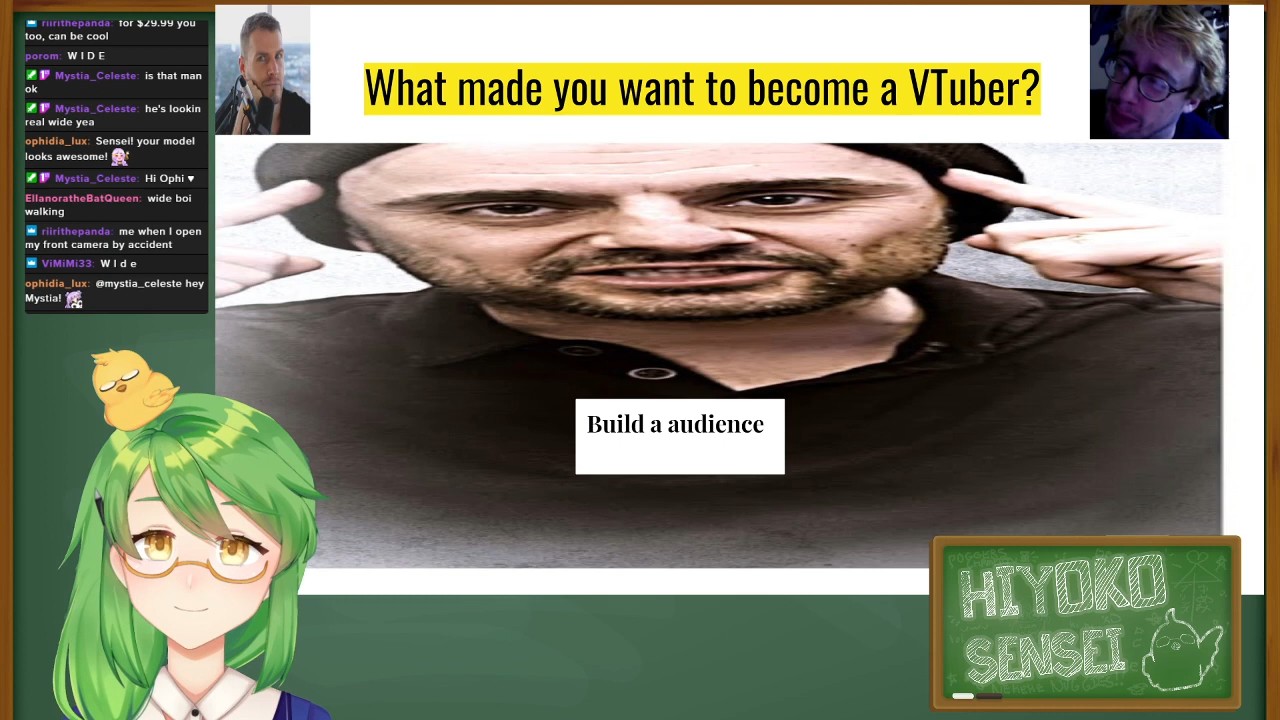 riirithepanda: for $29.99 you
too, can be cool
porom: W I D E
Mystia_Celeste: is that man
ok
Mystia_Celeste: he's lookin
real wide yea
ophidia_lux: Sensei! your model
looks awesome!
Mystia_Celeste: Hi Ophi ♥
EllanoratheBatQueen: wide boi
walking
riirithepanda: me when I open
my front camera by accident
ViMiMi33: W I d e
ophidia_lux: @mystia_celeste hey
Mystia!
What made you want to become a VTuber?
Build a audience
POGGERS
HIYOKO
SENSEI